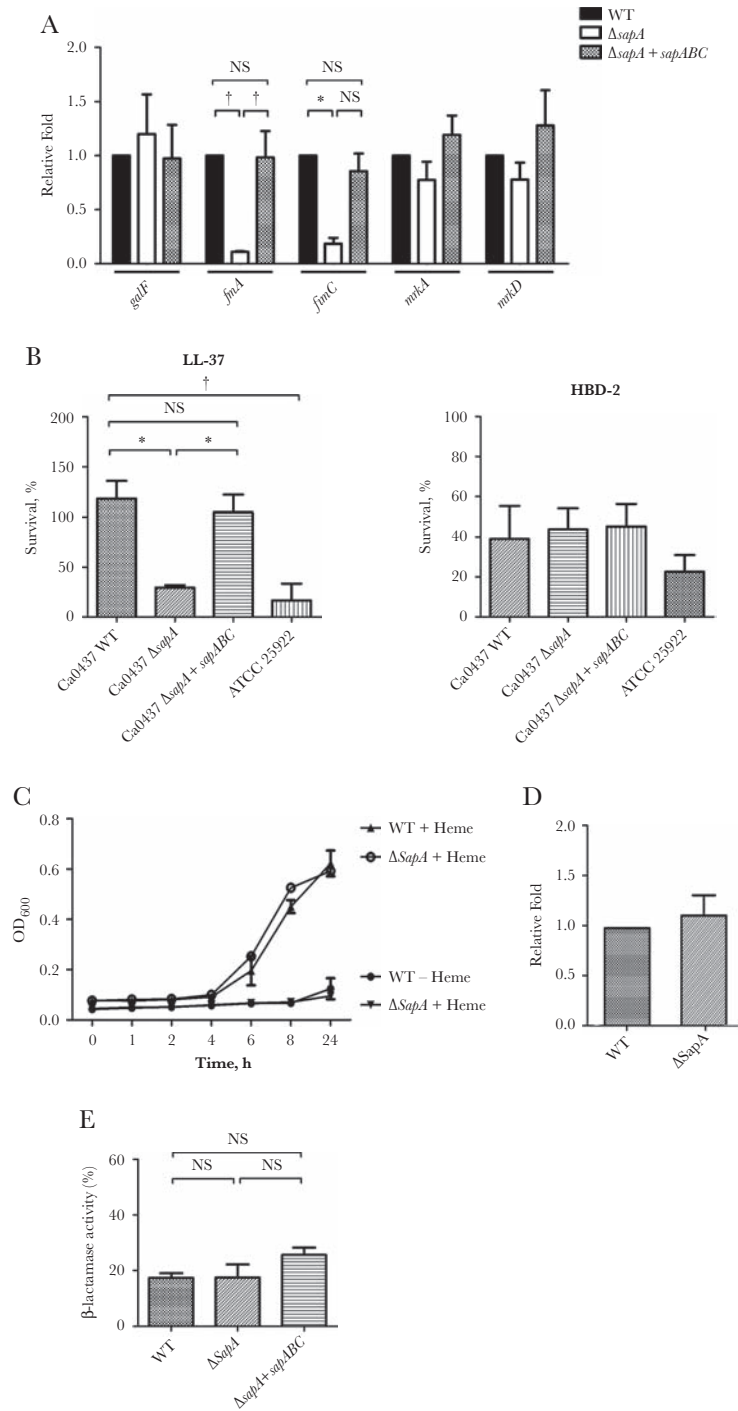 A
WT
ΔsapA
ΔsapA + sapABC
2.0
1.5
1.0
0.5
0.0
Relative Fold
NS
† †
NS
* NS
galF fmA fimC mrkA mrkD
B
LL-37
†
NS
* *
200
150
100
50
0
Survival, %
Ca0437 WT
Ca0437 ΔsapA
Ca0437 ΔsapA + sapABC
ATCC 25922
HBD-2
100
80
60
40
20
0
Survival, %
Ca0437 WT
Ca0437 ΔsapA
Ca0437 ΔsapA + sapABC
ATCC 25922
C
0.8
0.6
0.4
0.2
0.0
OD600
0 1 2 4 6 8 24
Time, h
WT + Heme
ΔSapA + Heme
WT – Heme
ΔSapA + Heme
D
2.0
1.5
1.0
0.5
0.0
Relative Fold
WT
ΔSapA
E
NS
NS NS
60
40
20
0
β-lactamase activity (%)
WT
ΔSapA
ΔsapA+sapABC